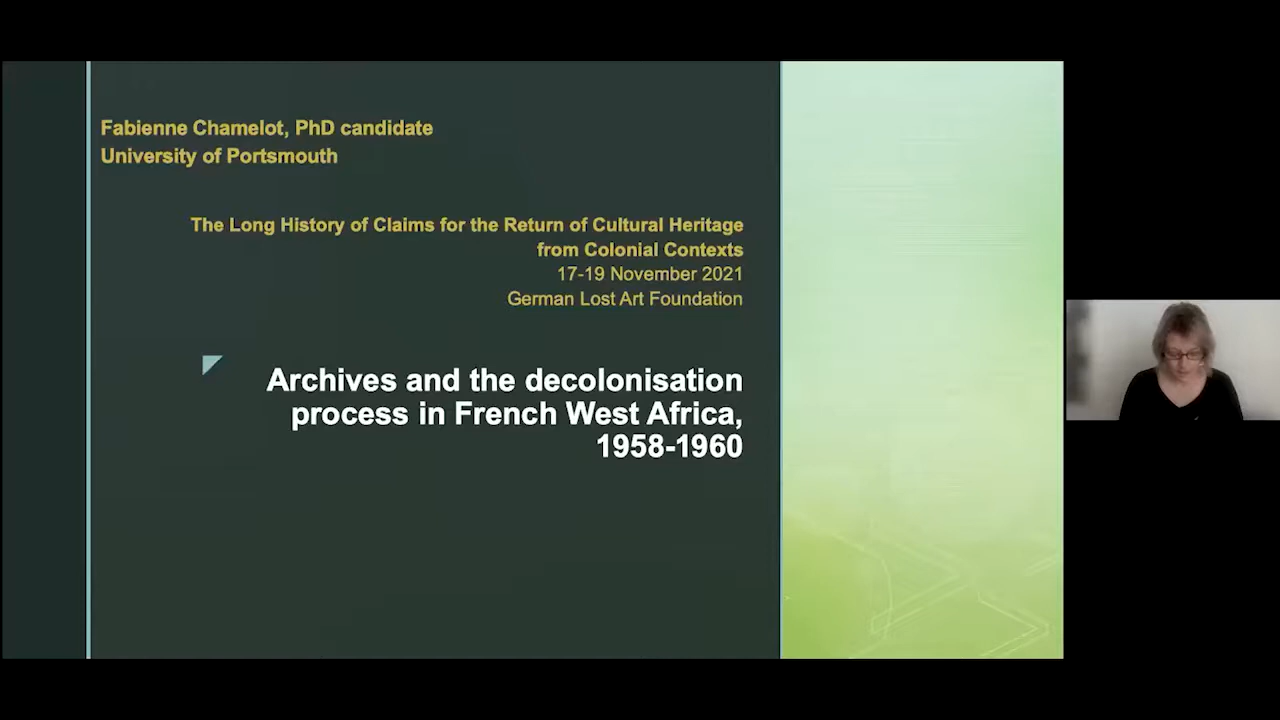 Fabienne Chamelot, PhD candidate
University of Portsmouth
The Long History of Claims for the Return of Cultural Heritage
from Colonial Contexts
17-19 November 2021
German Lost Art Foundation
Archives and the decolonisation
process in French West Africa,
1958-1960